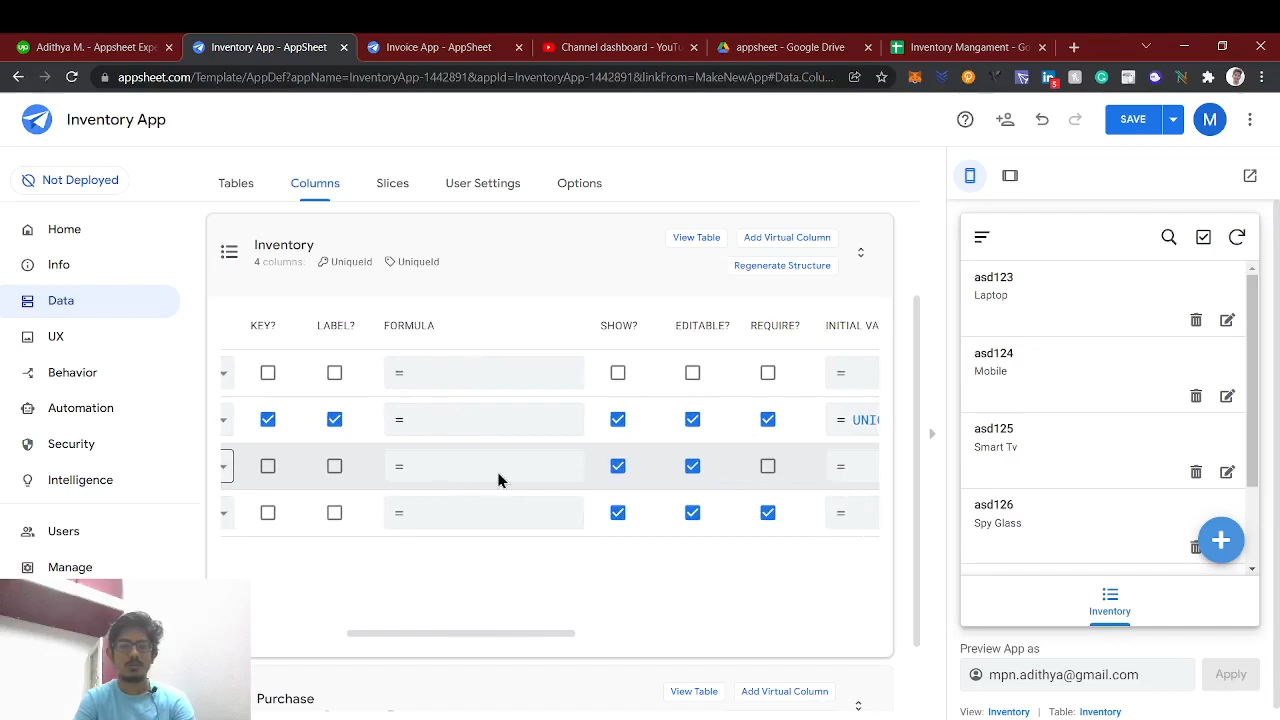 Adithya M. - Appsheet Exp
Inventory App - AppSheet
Invoice App - AppSheet
Channel dashboard - YouTu
appsheet - Google Drive
Inventory Mangament - Go
appsheet.com/Template/AppDef?appName=InventoryApp-1442891&appId=InventoryApp-1442891&linkFrom=MakeNewApp#Data.Colu...
5
Inventory App
SAVE
M
Not Deployed
Tables
Columns
Slices
User Settings
Options
Home
Info
Data
UX
Behavior
Automation
Security
Intelligence
Users
Manage
Inventory
4 columns:
UniqueId
UniqueId
View Table
Add Virtual Column
Regenerate Structure
KEY?
LABEL?
FORMULA
SHOW?
EDITABLE?
REQUIRE?
INITIAL VA
=
=
=
= UNI
=
=
=
=
Purchase
View Table
Add Virtual Column
asd123
Laptop
asd124
Mobile
asd125
Smart Tv
asd126
Spy Glass
Inventory
Preview App as
mpn.adithya@gmail.com
Apply
View: Inventory | Table: Inventory